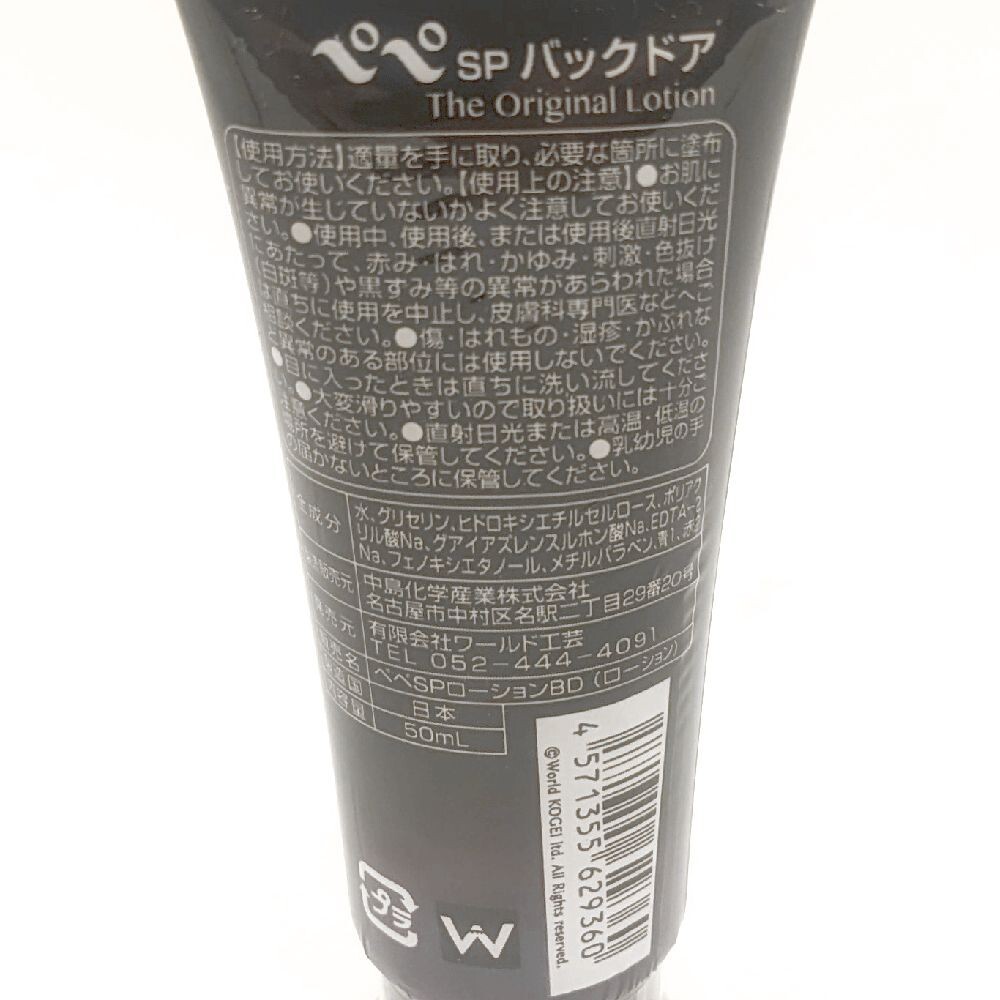 ペペ SP バックドア
The Original Lotion
【使用方法】適量を手に取り、必要な箇所に塗布
してお使いください。【使用上の注意】●お肌に
異常が生じていないかよく注意してお使いくだ
さい。●使用中、使用後、または使用後直射日光
にあたって、赤み・はれ・かゆみ・刺激・色抜け
(白斑等)や黒ずみ等の異常があらわれた場合
は直ちに使用を中止し、皮膚科専門医などへご
相談ください。●傷・はれもの・湿疹・かぶれな
ど異常のある部位には使用しないでください。
●目に入ったときは直ちに洗い流してくださ
い。●大変滑りやすいので取り扱いには十分ご
注意ください。●直射日光または高温・低温の
場所を避けて保管してください。●乳幼児の手
の届かないところに保管してください。
全成分
水、グリセリン、ヒドロキシエチルセルロース、ポリアク
リル酸Na、グアイアズレンスルホン酸Na、EDTA-2
Na、フェノキシエタノール、メチルパラベン、青1、赤
販売元
中島化学産業株式会社
名古屋市中村区名駅二丁目29番20号
発売元
有限会社ワールド工芸
TEL 052-444-4091
販売名
ペペSPローションBD (ローション)
日本
50mL
4 571355 629360
©World KOGEI ltd. All Rights reserved.
プラ
W